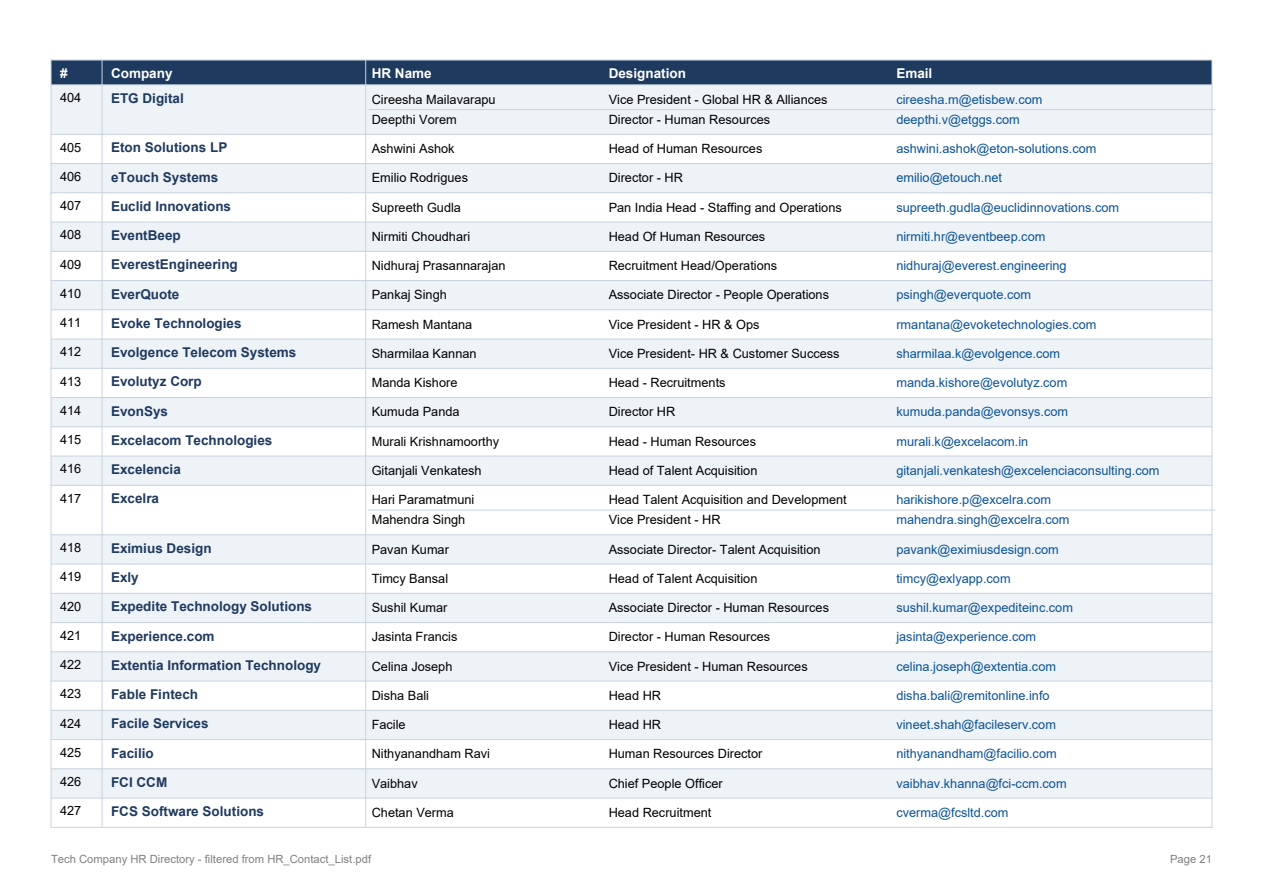 # Company HR Name Designation Email
404 ETG Digital Cireesha Mailavarapu Vice President - Global HR & Alliances cireesha.m@etisbew.com
Deepthi Vorem Director - Human Resources deepthi.v@etggs.com
405 Eton Solutions LP Ashwini Ashok Head of Human Resources ashwini.ashok@eton-solutions.com
406 eTouch Systems Emilio Rodrigues Director - HR emilio@etouch.net
407 Euclid Innovations Supreeth Gudla Pan India Head - Staffing and Operations supreeth.gudla@euclidinnovations.com
408 EventBeep Nirmiti Choudhari Head Of Human Resources nirmiti.hr@eventbeep.com
409 EverestEngineering Nidhuraj Prasannarajan Recruitment Head/Operations nidhuraj@everest.engineering
410 EverQuote Pankaj Singh Associate Director - People Operations psingh@everquote.com
411 Evoke Technologies Ramesh Mantana Vice President - HR & Ops rmantana@evoketechnologies.com
412 Evolgence Telecom Systems Sharmilaa Kannan Vice President- HR & Customer Success sharmilaa.k@evolgence.com
413 Evolutyz Corp Manda Kishore Head - Recruitments manda.kishore@evolutyz.com
414 EvonSys Kumuda Panda Director HR kumuda.panda@evonsys.com
415 Excelacom Technologies Murali Krishnamoorthy Head - Human Resources murali.k@excelacom.in
416 Excelencia Gitanjali Venkatesh Head of Talent Acquisition gitanjali.venkatesh@excelenciaconsulting.com
417 Excelra Hari Paramatmuni Head Talent Acquisition and Development harikishore.p@excelra.com
Mahendra Singh Vice President - HR mahendra.singh@excelra.com
418 Eximius Design Pavan Kumar Associate Director- Talent Acquisition pavank@eximiusdesign.com
419 Exly Timcy Bansal Head of Talent Acquisition timcy@exlyapp.com
420 Expedite Technology Solutions Sushil Kumar Associate Director - Human Resources sushil.kumar@expediteinc.com
421 Experience.com Jasinta Francis Director - Human Resources jasinta@experience.com
422 Extentia Information Technology Celina Joseph Vice President - Human Resources celina.joseph@extentia.com
423 Fable Fintech Disha Bali Head HR disha.bali@remitonline.info
424 Facile Services Facile Head HR vineet.shah@facileserv.com
425 Facilio Nithyanandham Ravi Human Resources Director nithyanandham@facilio.com
426 FCI CCM Vaibhav Chief People Officer vaibhav.khanna@fci-ccm.com
427 FCS Software Solutions Chetan Verma Head Recruitment cverma@fcsltd.com
Tech Company HR Directory - filtered from HR_Contact_List.pdf Page 21